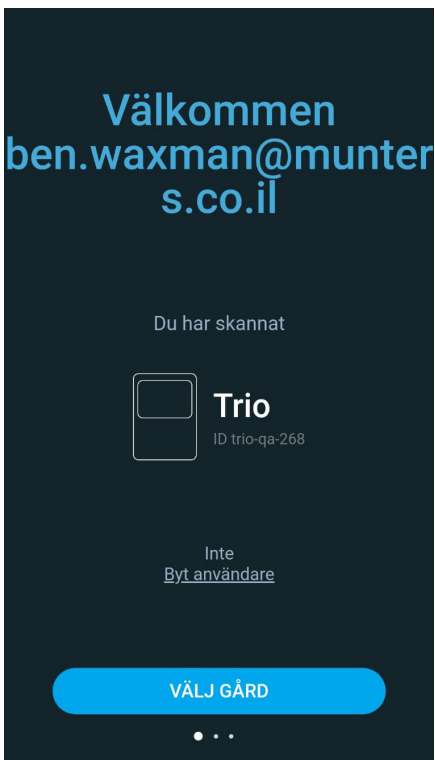 Välkommen
ben.waxman@munter
s.co.il
Du har skannat
Trio
ID trio-qa-268
Inte
Byt användare
VÄLJ GÅRD